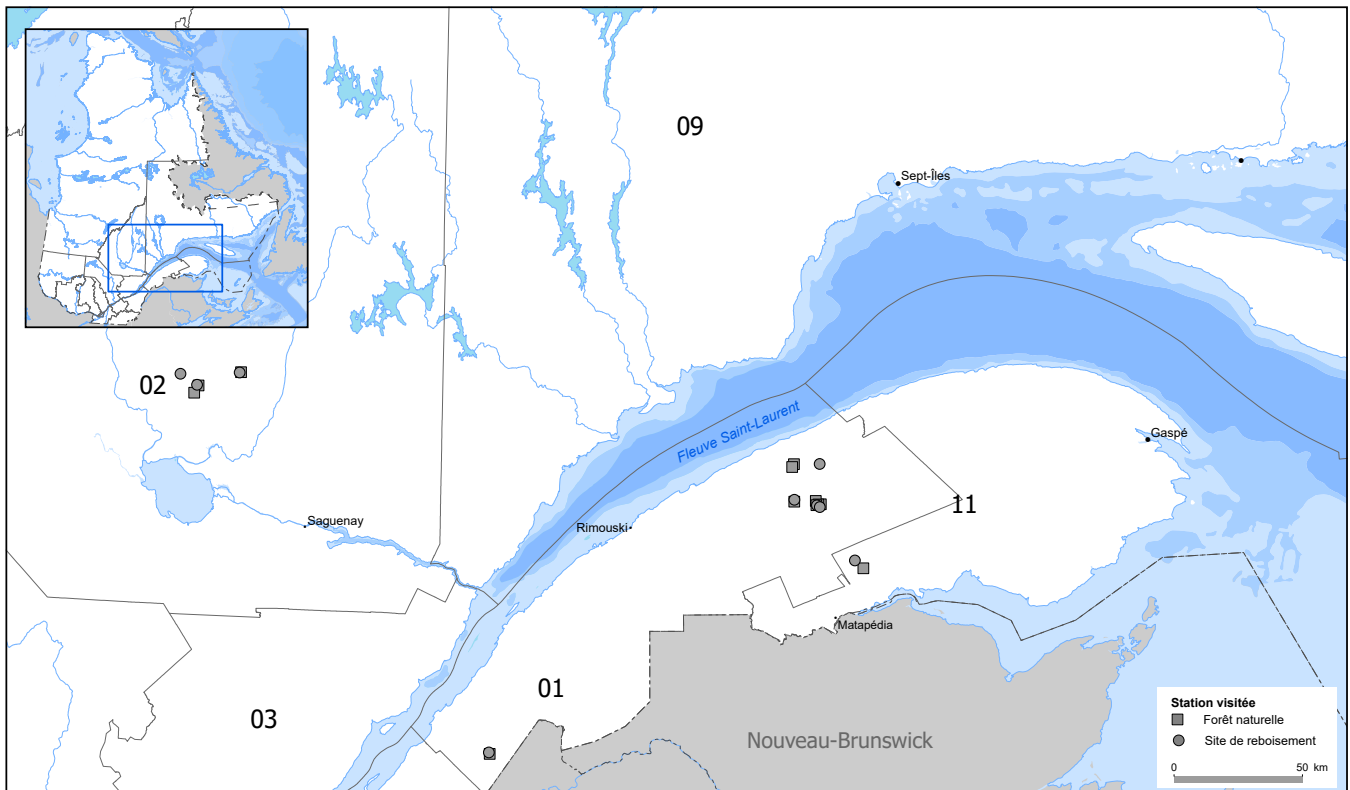 09
Sept-Îles
02
Fleuve Saint-Laurent
Gaspé
11
Saguenay
Rimouski
Matapédia
01
03
Nouveau-Brunswick
Station visitée
Forêt naturelle
Site de reboisement
0 50 km